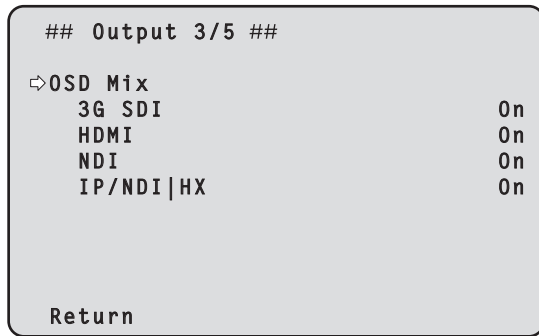 ## Output 3/5 ##
⇨OSD Mix
3G SDI On
HDMI On
NDI On
IP/NDI|HX On
Return